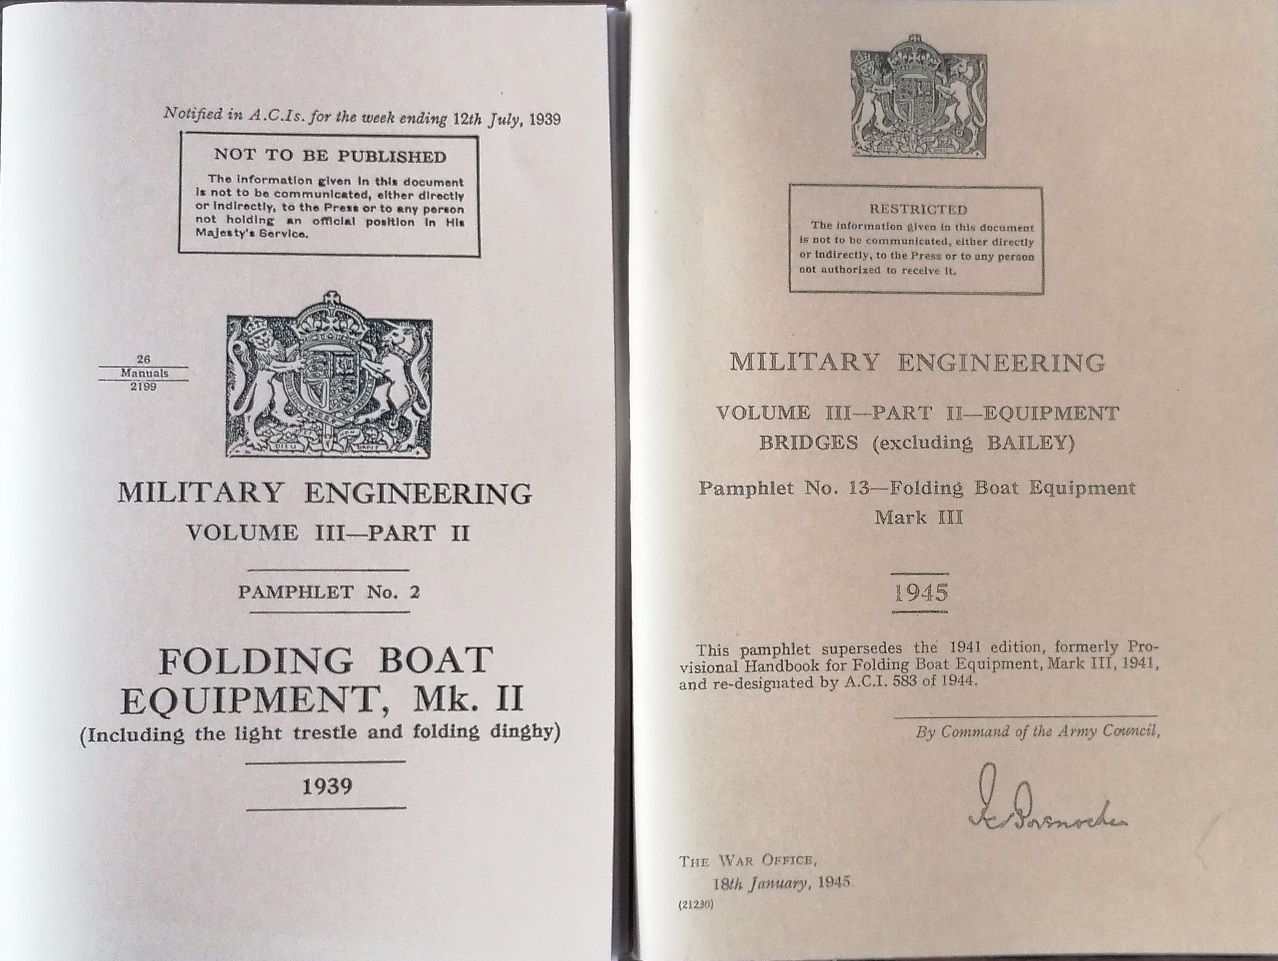 Notified in A.C.Is. for the week ending 12th July, 1939
NOT TO BE PUBLISHED
The information given in this document
is not to be communicated, either directly
or indirectly, to the Press or to any person
not holding an official position in His
Majesty's Service.
26
Manuals
2199
MILITARY ENGINEERING
VOLUME III—PART II
PAMPHLET No. 2
FOLDING BOAT
EQUIPMENT, Mk. II
(Including the light trestle and folding dinghy)
1939
RESTRICTED
The information given in this document
is not to be communicated, either directly
or indirectly, to the Press or to any person
not authorized to receive it.
MILITARY ENGINEERING
VOLUME III—PART II—EQUIPMENT
BRIDGES (excluding BAILEY)
Pamphlet No. 13—Folding Boat Equipment
Mark III
1945
This pamphlet supersedes the 1941 edition, formerly Pro-
visional Handbook for Folding Boat Equipment, Mark III, 1941,
and re-designated by A.C.I. 583 of 1944.
By Command of the Army Council,
THE WAR OFFICE,
18th January, 1945
(21230)